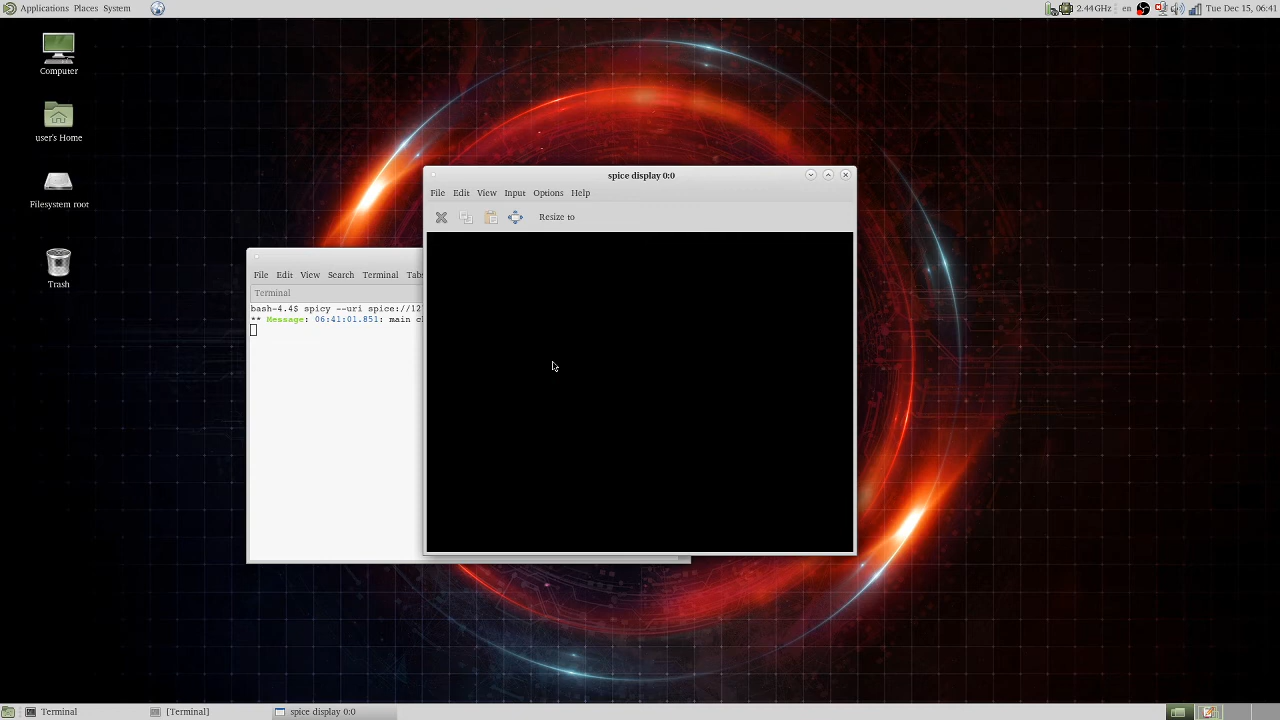 Applications Places System
2.44GHz en Tue Dec 15, 06:41
Computer
user's Home
Filesystem root
Trash
spice display 0:0
File Edit View Input Options Help
Resize to
File Edit View Search Terminal Tabs
Terminal
bash-4.4$ spicy --uri spice://12
** Message: 06:41:01.851: main
Terminal
[Terminal]
spice display 0:0